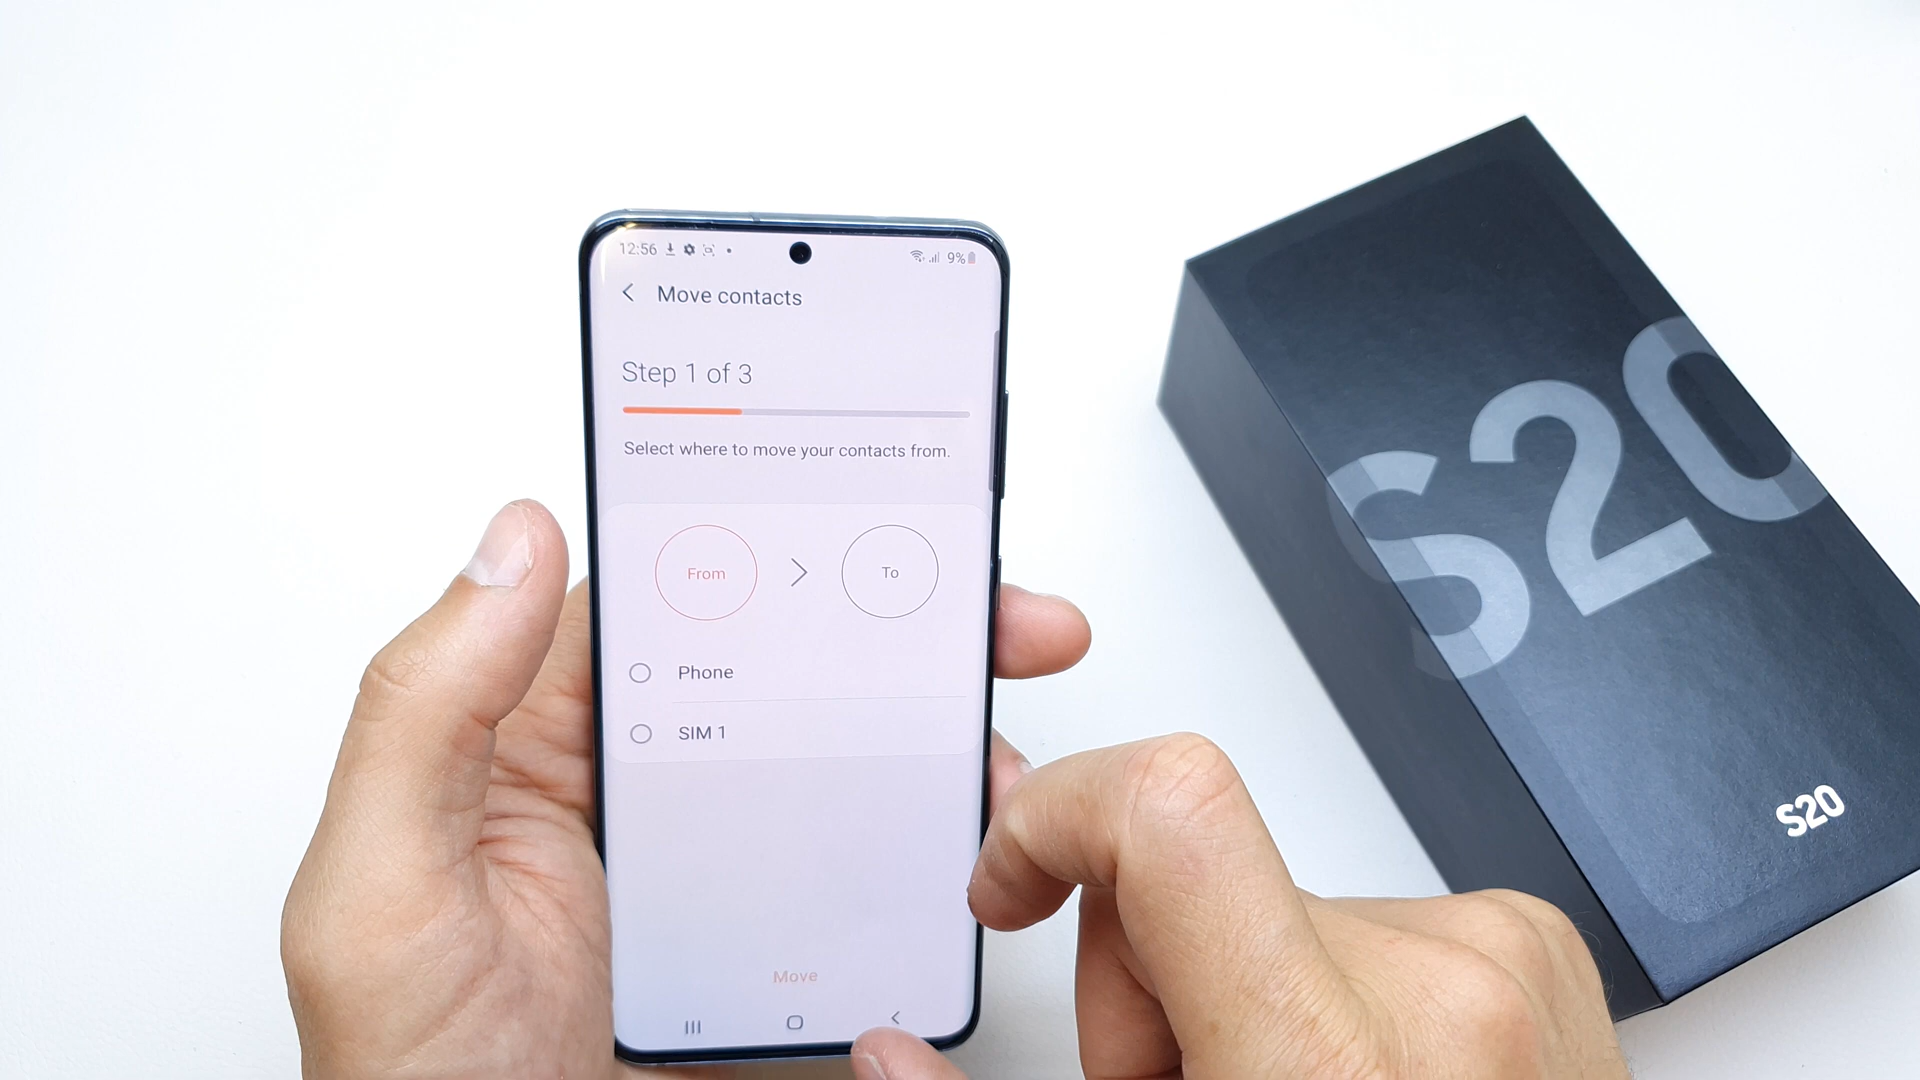 12:56
9%
Move contacts
Step 1 of 3
Select where to move your contacts from.
From
To
Phone
SIM 1
Move
S20
S20